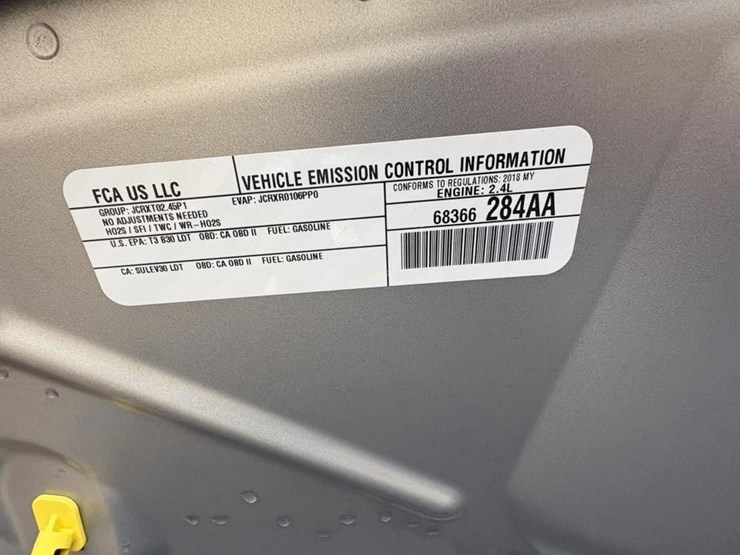 FCA US LLC
VEHICLE EMISSION CONTROL INFORMATION
GROUP: JCRXT02.45P1
EVAP: JCRXR0106PP0
CONFORMS TO REGULATIONS: 2018 MY
NO ADJUSTMENTS NEEDED
ENGINE: 2.4L
HO2S / SFI / TWC / WR-HO2S
68366 284AA
U.S. EPA: T3 B30 LDT OBD: CA OBD II FUEL: GASOLINE
CA: SULEV30 LDT OBD: CA OBD II FUEL: GASOLINE